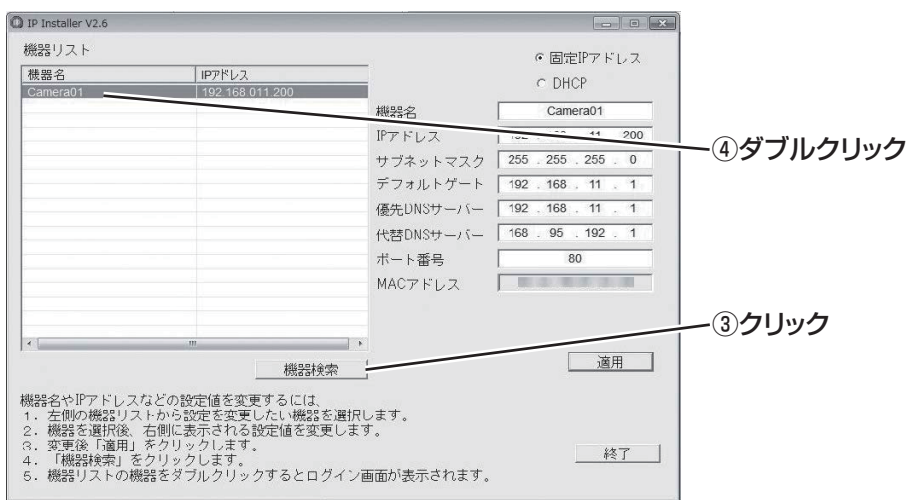 IP Installer V2.6
機器リスト
機器名 IPアドレス
Camera01 192.168.011.200
固定IPアドレス
DHCP
機器名 Camera01
IPアドレス 11 . 200
サブネットマスク 255 . 255 . 255 . 0
デフォルトゲート 192 . 168 . 11 . 1
優先DNSサーバー 192 . 168 . 11 . 1
代替DNSサーバー 168 . 95 . 192 . 1
ポート番号 80
MACアドレス
④ダブルクリック
③クリック
機器検索
適用
機器名やIPアドレスなどの設定値を変更するには、
1. 左側の機器リストから設定を変更したい機器を選択します。
2. 機器を選択後、右側に表示される設定値を変更します。
3. 変更後「適用」をクリックします。
4. 「機器検索」をクリックします。
5. 機器リストの機器をダブルクリックするとログイン画面が表示されます。
終了